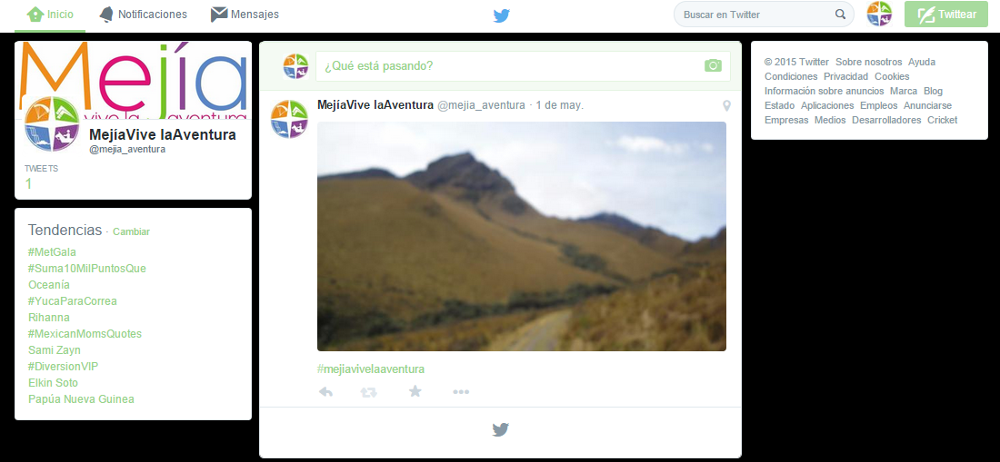 Inicio
Notificaciones
Mensajes
Buscar en Twitter
Twittear
Mejía
vive la aventura
MejíaVive laAventura
@mejia_aventura
TWEETS
1
Tendencias · Cambiar
#MetGala
#Suma10MilPuntosQue
Oceanía
#YucaParaCorrea
Rihanna
#MexicanMomsQuotes
Sami Zayn
#DiversionVIP
Elkin Soto
Papúa Nueva Guinea
¿Qué está pasando?
MejíaVive laAventura @mejia_aventura · 1 de may.
#mejiavivelaaventura
© 2015 Twitter Sobre nosotros Ayuda
Condiciones Privacidad Cookies
Información sobre anuncios Marca Blog
Estado Aplicaciones Empleos Anunciarse
Empresas Medios Desarrolladores Cricket